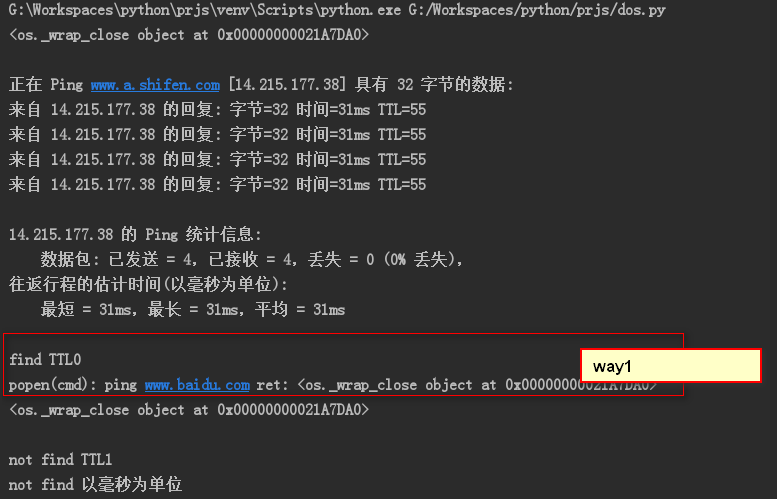 G:\Workspaces\python\prjs\venv\Scripts\python.exe G:/Workspaces/python/prjs/dos.py
<os._wrap_close object at 0x00000000021A7DA0>
正在 Ping www.a.shifen.com [14.215.177.38] 具有 32 字节的数据:
来自 14.215.177.38 的回复: 字节=32 时间=31ms TTL=55
来自 14.215.177.38 的回复: 字节=32 时间=31ms TTL=55
来自 14.215.177.38 的回复: 字节=32 时间=31ms TTL=55
来自 14.215.177.38 的回复: 字节=32 时间=31ms TTL=55
14.215.177.38 的 Ping 统计信息:
数据包: 已发送 = 4，已接收 = 4，丢失 = 0 (0% 丢失)，
往返行程的估计时间(以毫秒为单位):
最短 = 31ms，最长 = 31ms，平均 = 31ms
find TTL0
way1
popen(cmd): ping www.baidu.com ret: <os._wrap_close object at 0x00000000021A7DA0>
<os._wrap_close object at 0x00000000021A7DA0>
not find TTL1
not find 以毫秒为单位